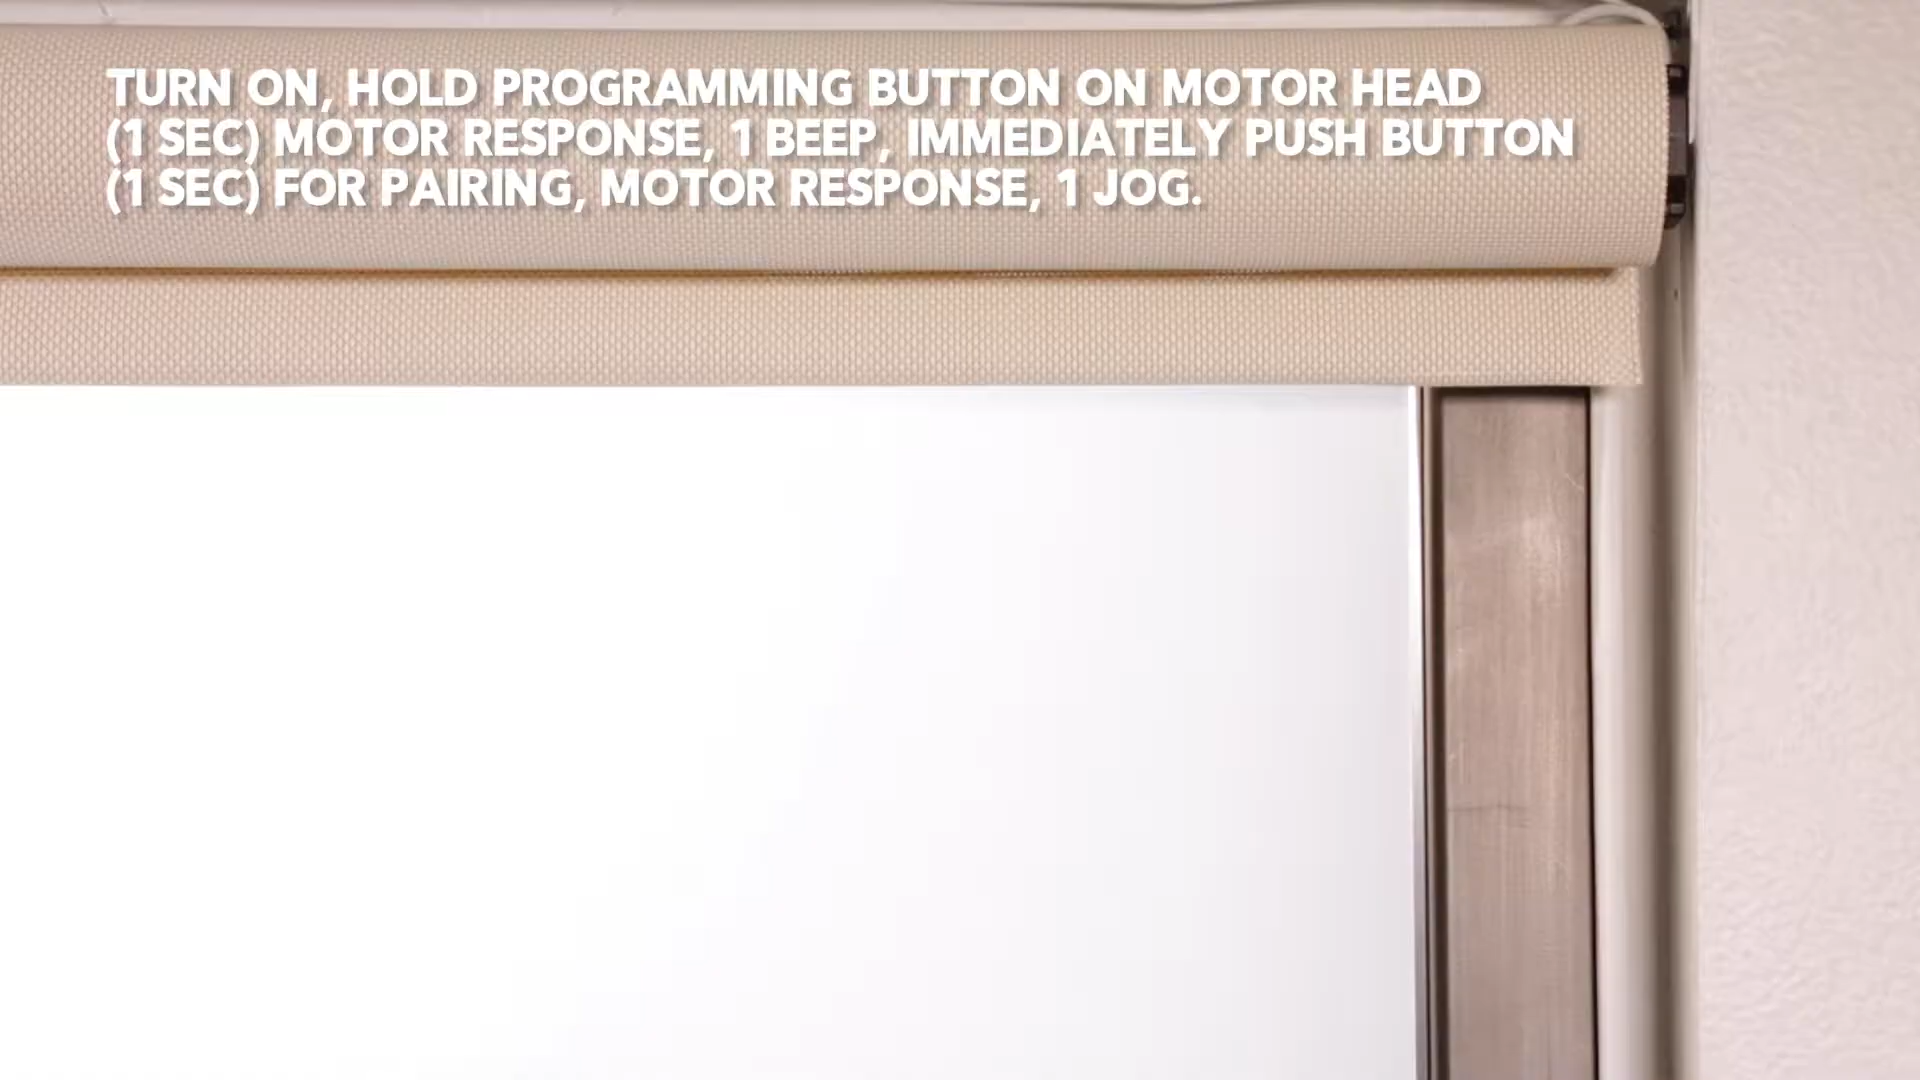 TURN ON, HOLD PROGRAMMING BUTTON ON MOTOR HEAD
(1 SEC) MOTOR RESPONSE, 1 BEEP, IMMEDIATELY PUSH BUTTON
(1 SEC) FOR PAIRING, MOTOR RESPONSE, 1 JOG.